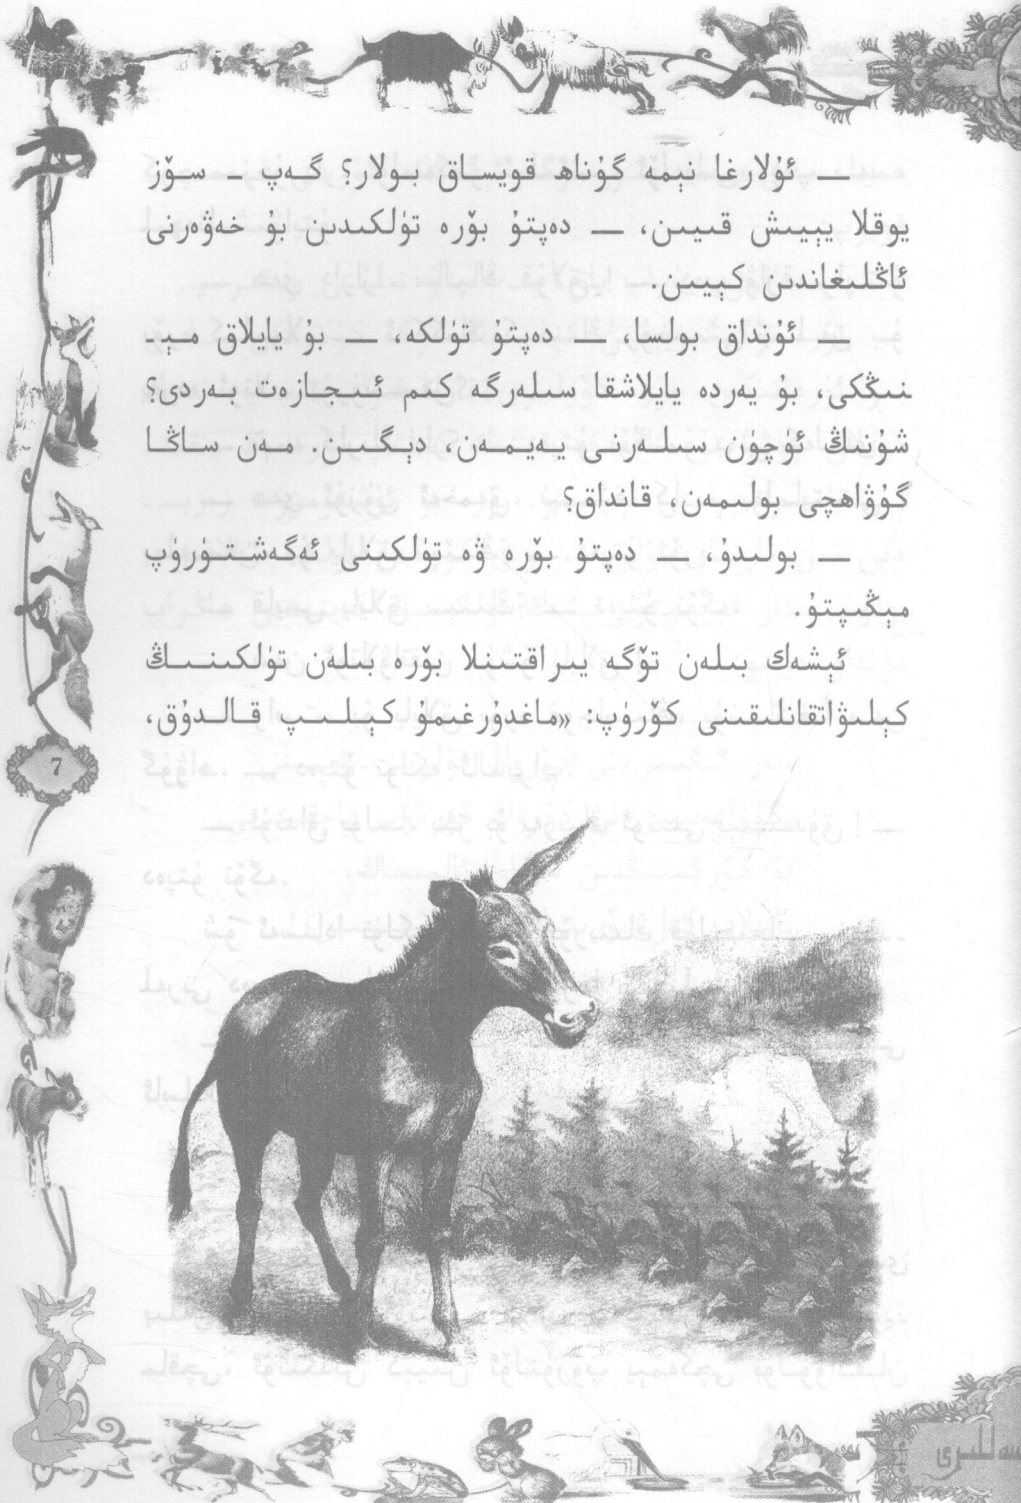 — ئۇلارغا نېمە گۇناھ قويساق بولار؟ گەپ - سۆز
يوقلا يېيىش قىيىن، — دەپتۇ بۆرە تۈلكىدىن بۇ خەۋەرنى
ئاڭلىغاندىن كېيىن.
— ئۇنداق بولسا، — دەپتۇ تۈلكە، — بۇ يايلاق مې-
نىڭكى، بۇ يەردە يايلاشقا سىلەرگە كىم ئىجازەت بەردى؟
شۇنىڭ ئۈچۈن سىلەرنى يەيمەن، دېگىن. مەن ساڭا
گۇۋاھچى بولىمەن، قانداق؟
— بولىدۇ، — دەپتۇ بۆرە ۋە تۈلكىنى ئەگەشتۈرۈپ
مېڭىپتۇ.
ئېشەك بىلەن تۆگە يىراقتىنلا بۆرە بىلەن تۈلكىنىڭ
كېلىۋاتقانلىقىنى كۆرۈپ: «ماغدۇرغىمۇ كېلىپ قالدۇق،
7